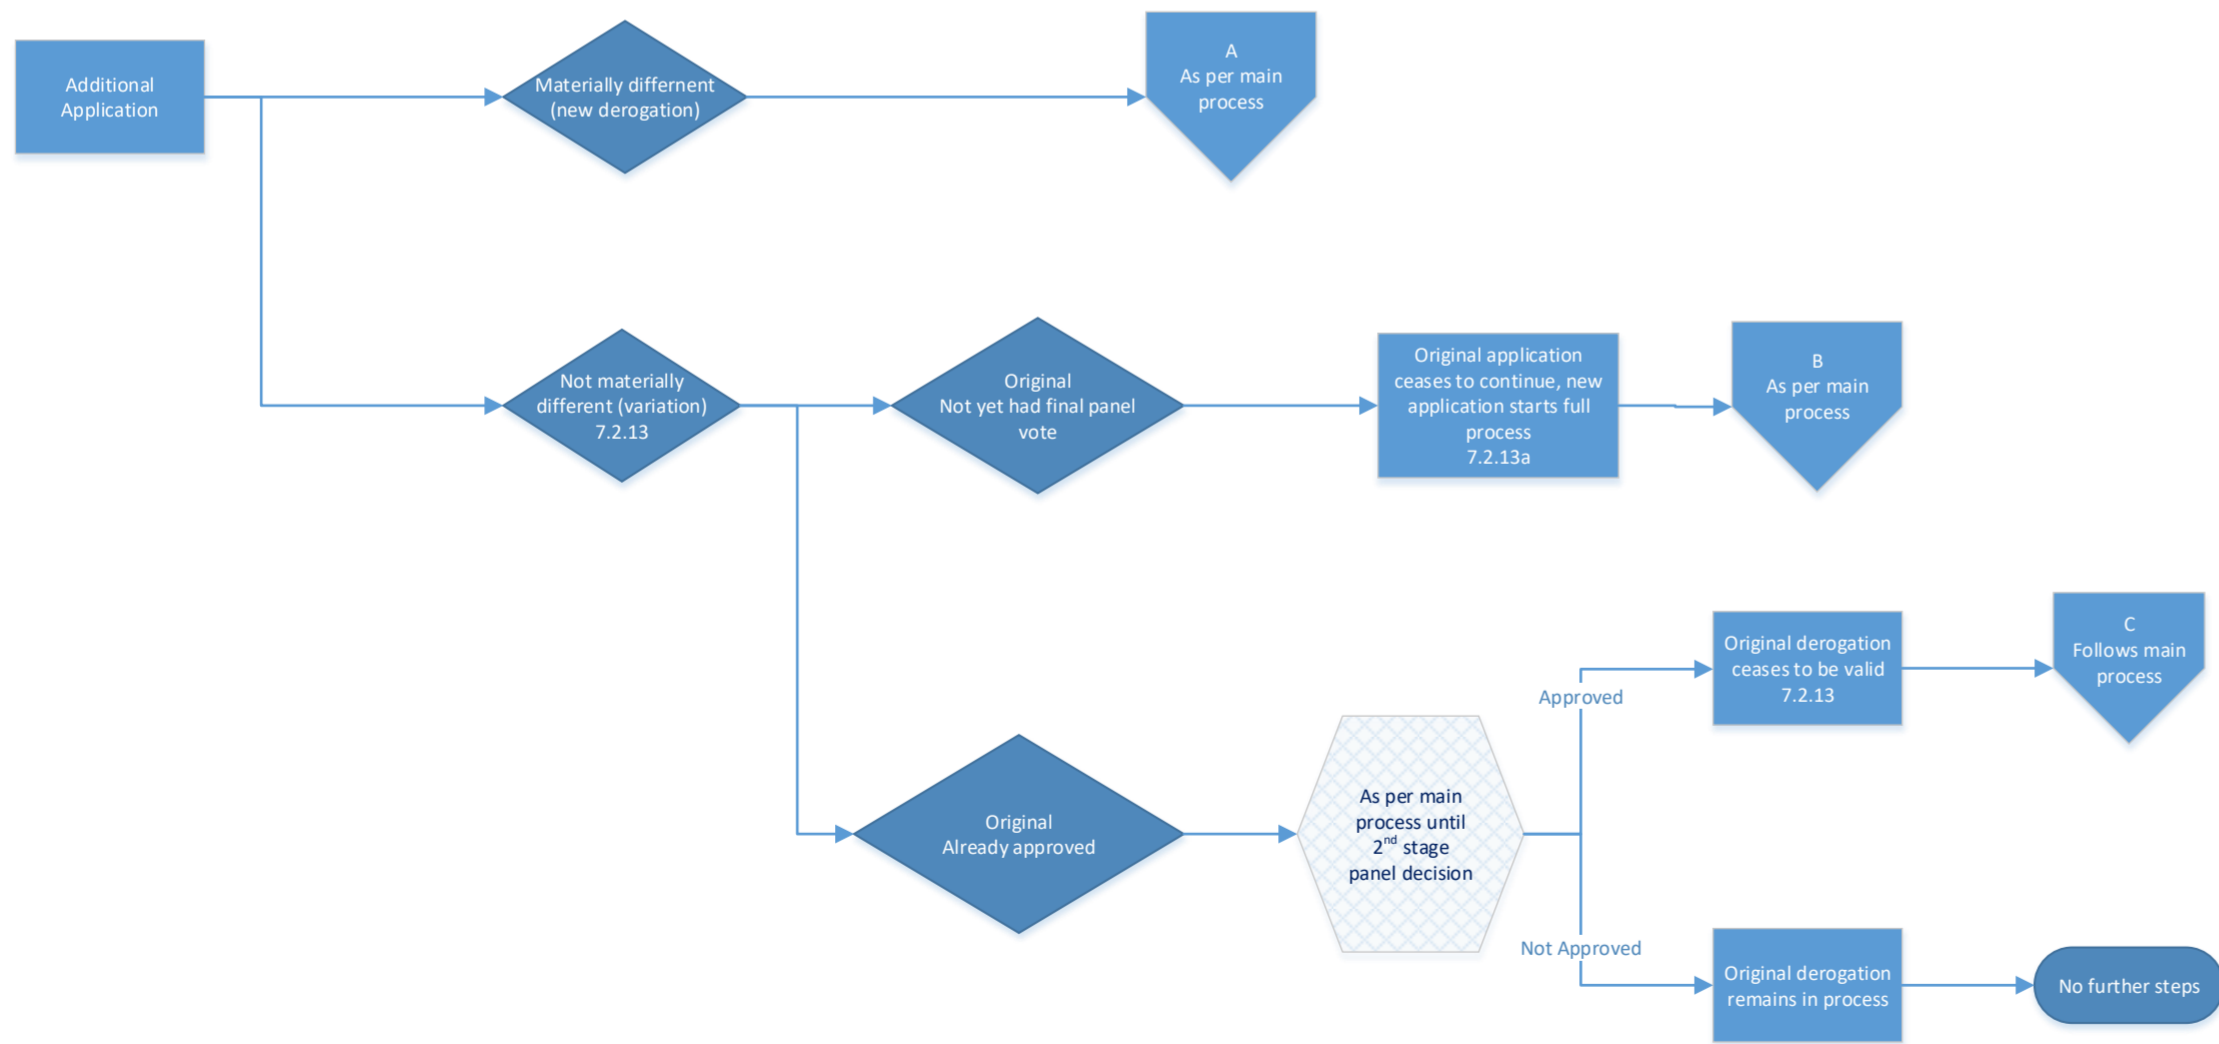 Additional
Application
Materially differnent
(new derogation)
A
As per main
process
Not materially
different (variation)
7.2.13
Original
Not yet had final panel
vote
Original application
ceases to continue, new
application starts full
process
7.2.13a
B
As per main
process
Original
Already approved
As per main
process until
2nd stage
panel decision
Approved
Original derogation
ceases to be valid
7.2.13
C
Follows main
process
Not Approved
Original derogation
remains in process
No further steps